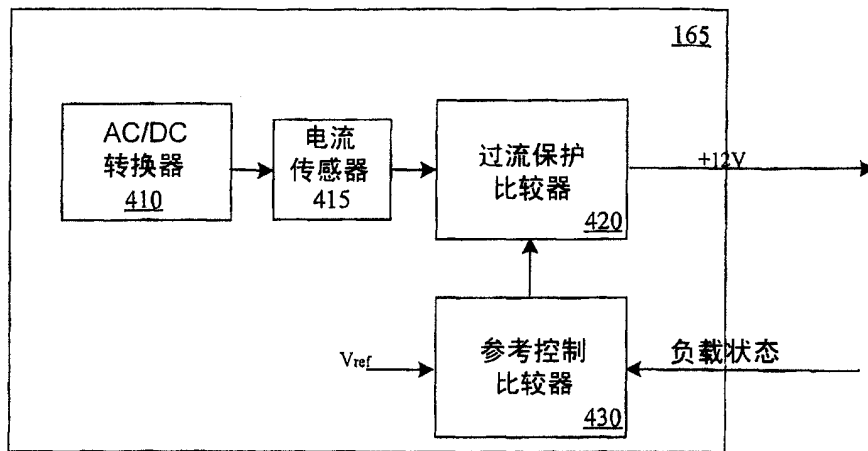 165
AC/DC
转换器
410
电流
传感器
415
过流保护
比较器
420
+12V
Vref
参考控制
比较器
430
负载状态